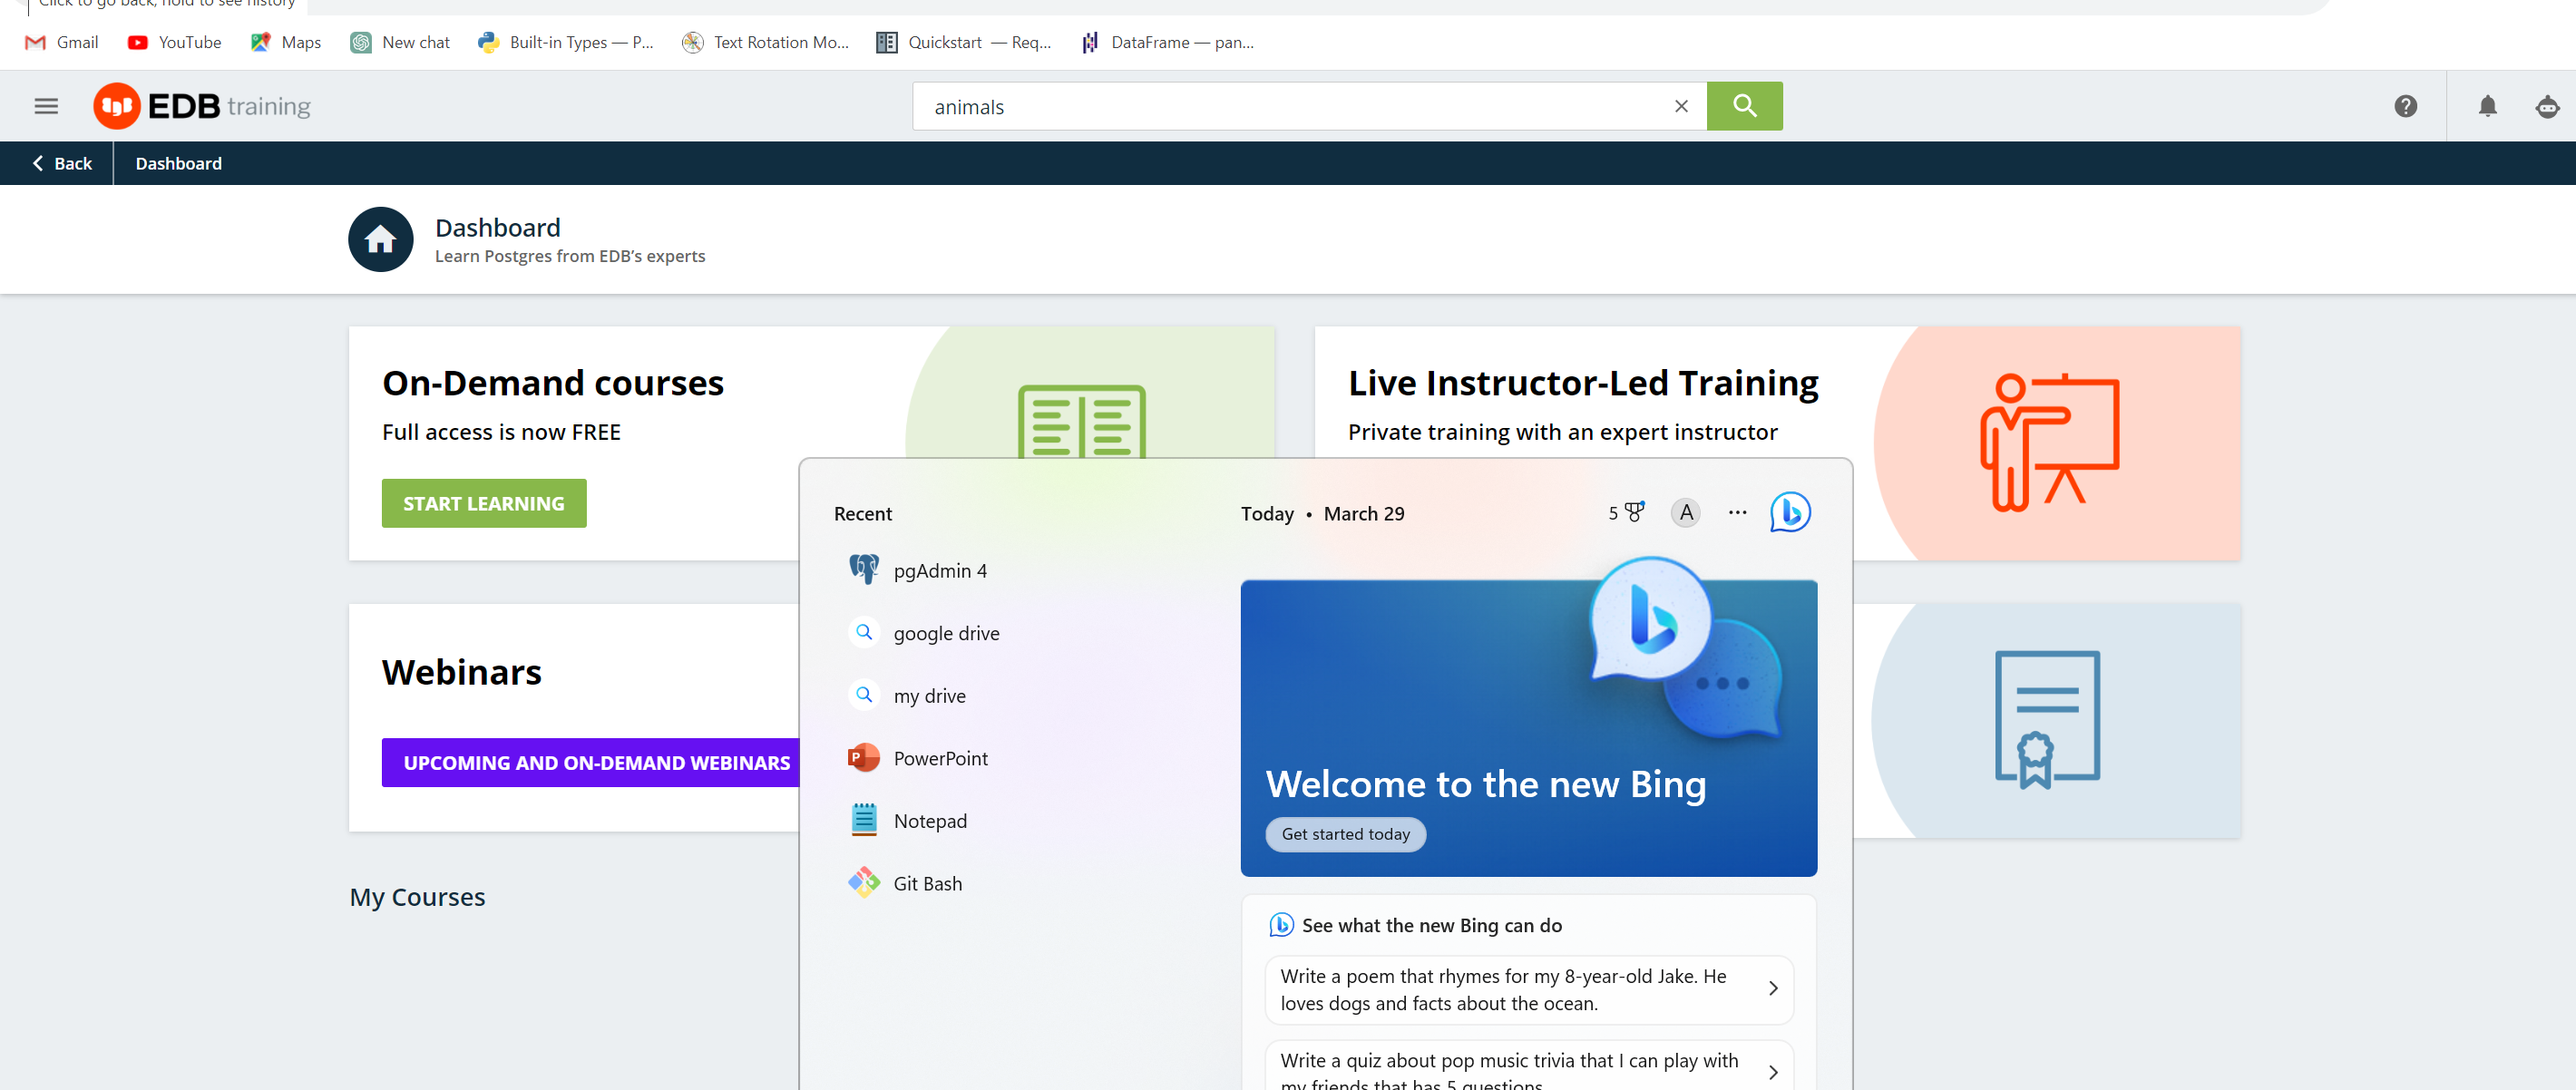 Click to go back, hold to see history
Gmail
YouTube
Maps
New chat
Built-in Types — P...
Text Rotation Mo...
Quickstart — Req...
DataFrame — pan...
EDB training
animals
Back
Dashboard
Dashboard
Learn Postgres from EDB’s experts
On-Demand courses
Full access is now FREE
START LEARNING
Live Instructor-Led Training
Private training with an expert instructor
Webinars
UPCOMING AND ON-DEMAND WEBINARS
My Courses
Recent
pgAdmin 4
google drive
my drive
PowerPoint
Notepad
Git Bash
Today • March 29
5
A
Welcome to the new Bing
Get started today
See what the new Bing can do
Write a poem that rhymes for my 8-year-old Jake. He
loves dogs and facts about the ocean.
Write a quiz about pop music trivia that I can play with
my friends that has 5 questions.